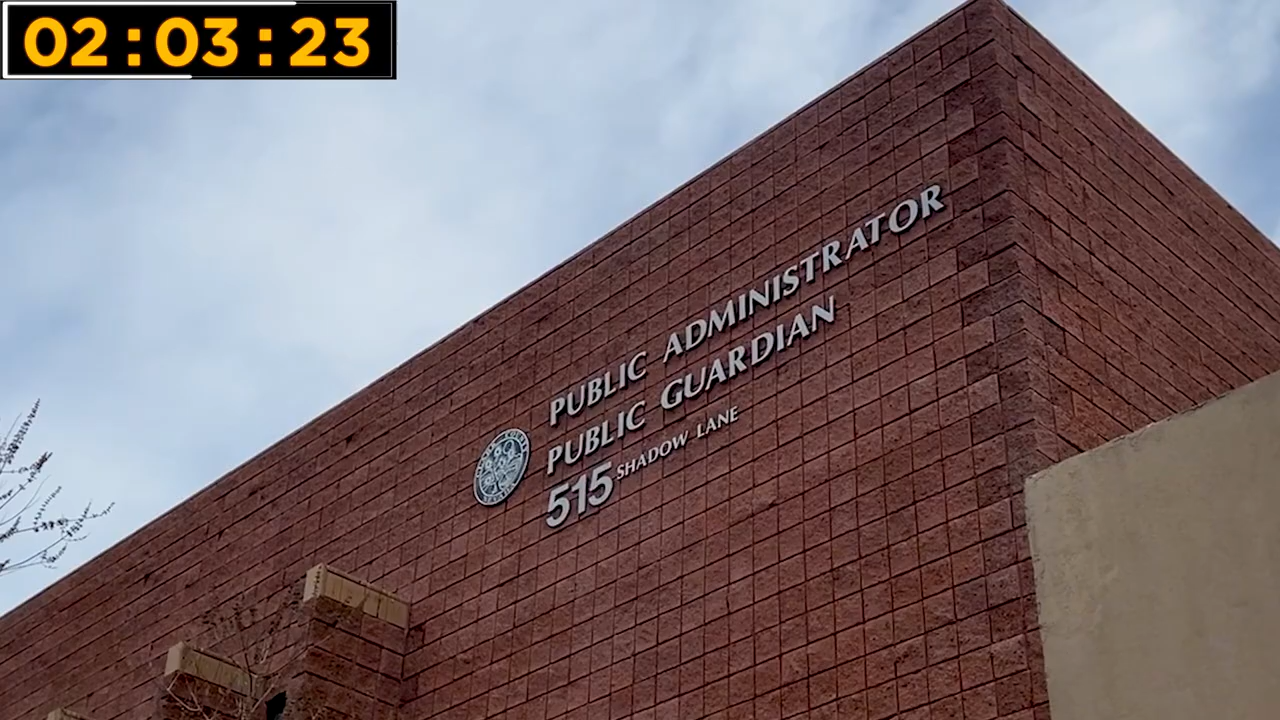 02:03:23
PUBLIC ADMINISTRATOR
PUBLIC GUARDIAN
515 SHADOW LANE